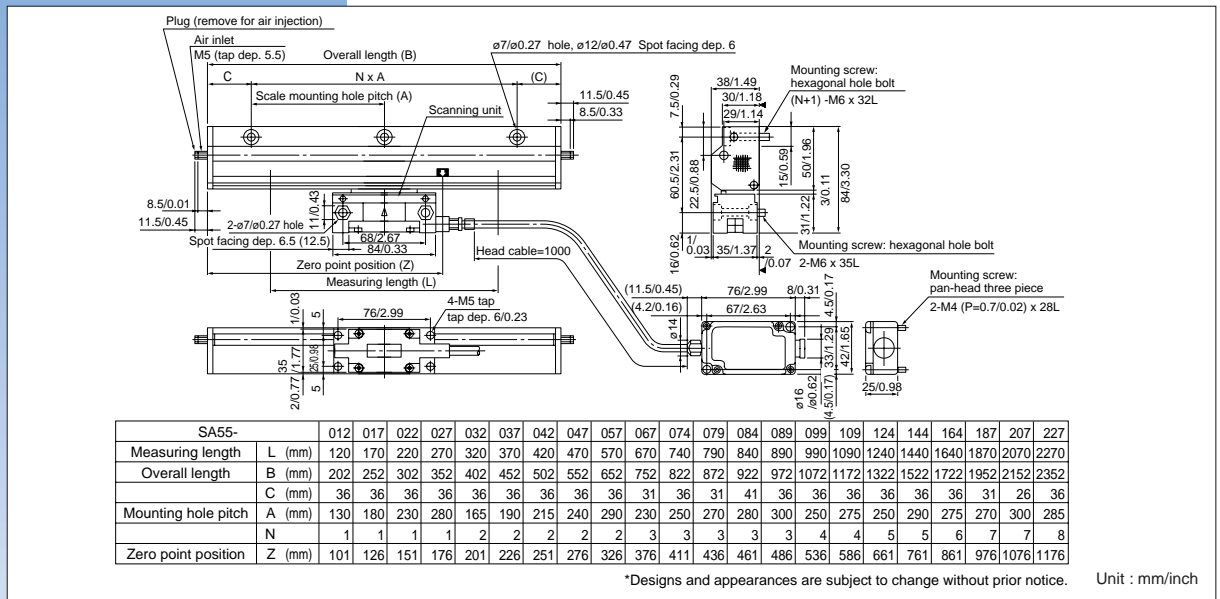 Plug (remove for air injection)
Air inlet
M5 (tap dep. 5.5)
Overall length (B)
ø7/ø0.27 hole, ø12/ø0.47 Spot facing dep. 6
C
N x A
(C)
Scale mounting hole pitch (A)
Scanning unit
11.5/0.45
8.5/0.33
8.5/0.01
11.5/0.45
2-ø7/ø0.27 hole
Spot facing dep. 6.5 (12.5)
11/0.43
68/2.67
84/0.33
Zero point position (Z)
Measuring length (L)
Head cable=1000
7.5/0.29
38/1.49
30/1.18
29/1.14
Mounting screw:
hexagonal hole bolt
(N+1) -M6 x 32L
60.5/2.31
22.5/0.88
15/0.59
50/1.96
3/0.11
84/3.30
31/1.22
16/0.62
1/
0.03
35/1.37
2
/0.07
Mounting screw: hexagonal hole bolt
2-M6 x 35L
1/0.03
5
76/2.99
4-M5 tap
tap dep. 6/0.23
35
/1.77
25/0.98
2/0.77
5
(11.5/0.45)
(4.2/0.16)
76/2.99
8/0.31
67/2.63
ø14
4.5/0.17
33/1.29
42/1.65
ø16
/ø0.62
(4.5/0.17)
Mounting screw:
pan-head three piece
2-M4 (P=0.7/0.02) x 28L
25/0.98
SA55- 012 017 022 027 032 037 042 047 057 067 074 079 084 089 099 109 124 144 164 187 207 227
Measuring length L (mm) 120 170 220 270 320 370 420 470 570 670 740 790 840 890 990 1090 1240 1440 1640 1870 2070 2270
Overall length B (mm) 202 252 302 352 402 452 502 552 652 752 822 872 922 972 1072 1172 1322 1522 1722 1952 2152 2352
C (mm) 36 36 36 36 36 36 36 36 36 31 36 31 41 36 36 36 36 36 36 31 26 36
Mounting hole pitch A (mm) 130 180 230 280 165 190 215 240 290 230 250 270 280 300 250 275 250 290 275 270 300 285
N 1 1 1 1 2 2 2 2 2 3 3 3 3 3 4 4 5 5 6 7 7 8
Zero point position Z (mm) 101 126 151 176 201 226 251 276 326 376 411 436 461 486 536 586 661 761 861 976 1076 1176
*Designs and appearances are subject to change without prior notice.
Unit : mm/inch